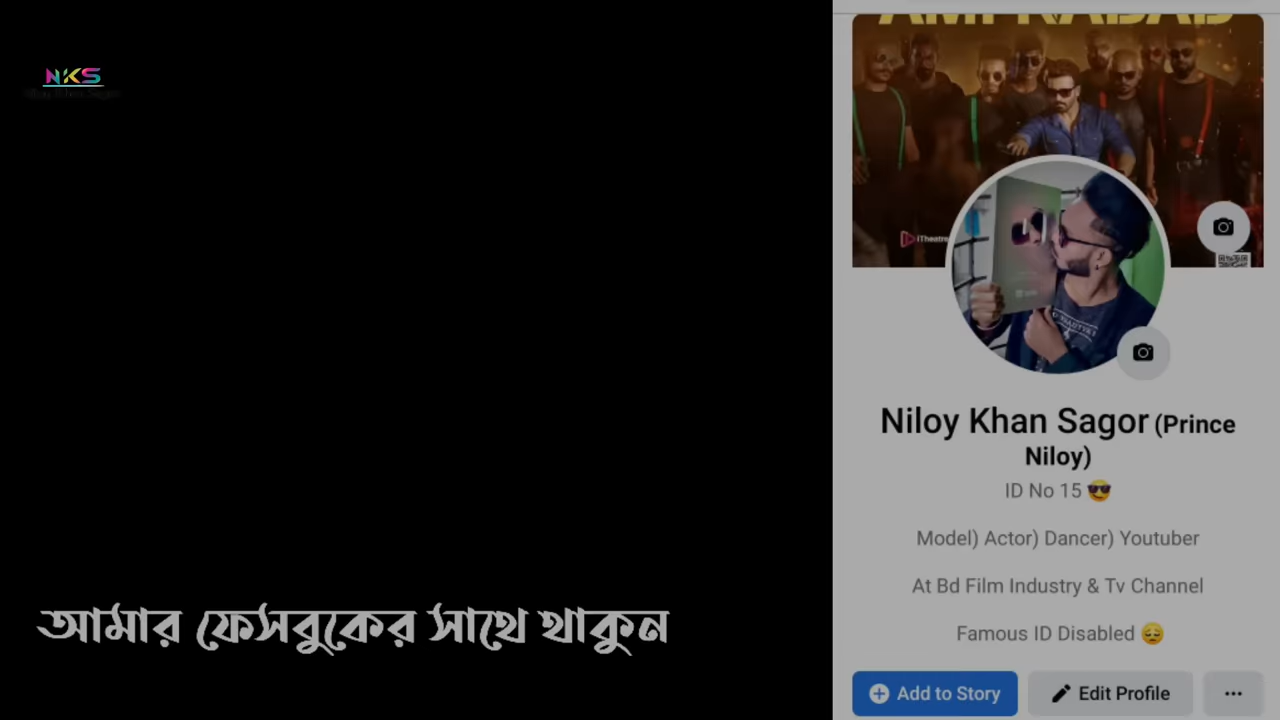 NKS
iTheatre
Niloy Khan Sagor (Prince
Niloy)
ID No 15 😎
Model) Actor) Dancer) Youtuber
At Bd Film Industry & Tv Channel
Famous ID Disabled 😔
Add to Story
Edit Profile
আমার ফেসবুকের সাথে থাকুন